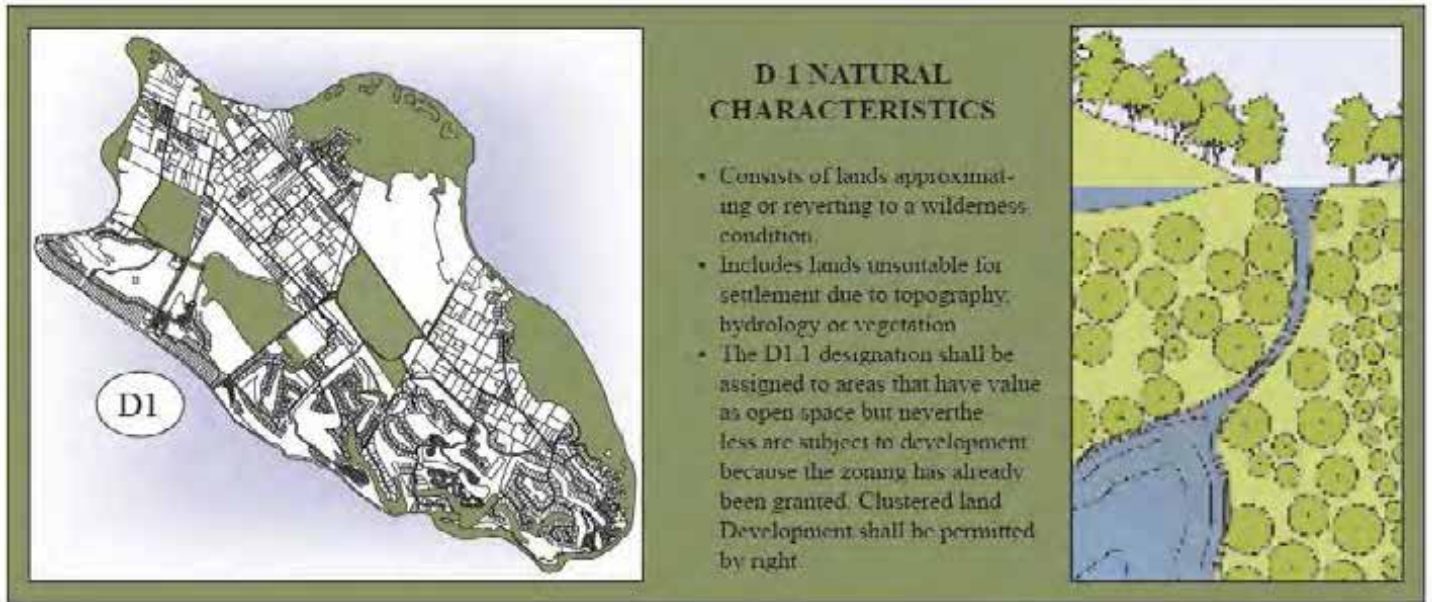 D1
D 1 NATURAL
CHARACTERISTICS
• Consists of lands approximat-
ing or reverting to a wilderness
condition.
• Includes lands unsuitable for
settlement due to topography,
hydrology or vegetation
• The D1.1 designation shall be
assigned to areas that have value
as open space but neverthe
less are subject to development
because the zoning has already
been granted. Clustered land
Development shall be permitted
by right.